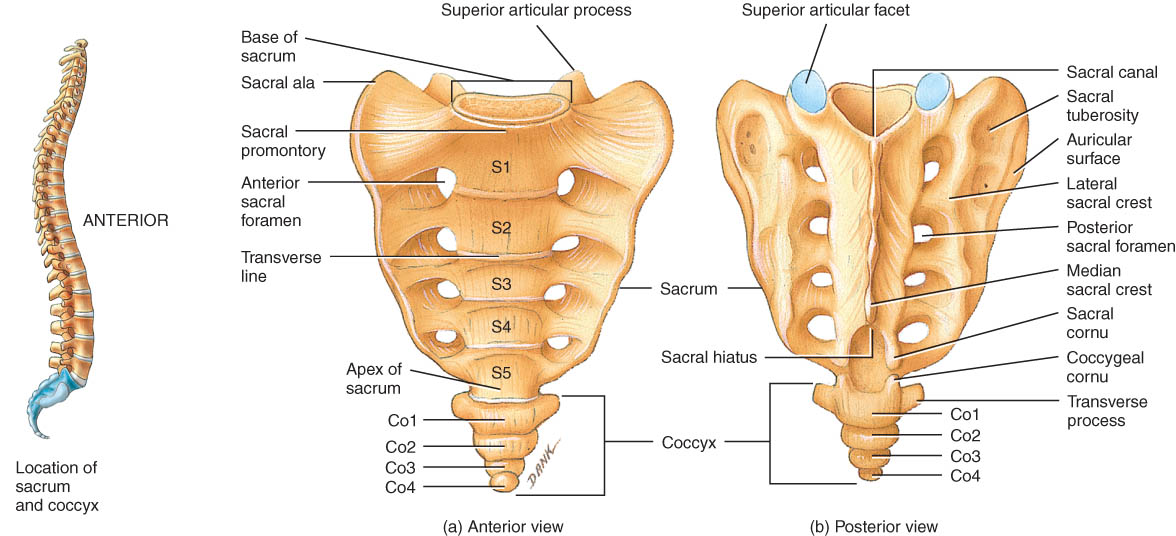 Superior articular process
Base of
sacrum
Sacral ala
Sacral
promontory
Anterior
sacral
foramen
Transverse
line
Apex of
sacrum
S1
S2
S3
S4
S5
Co1
Co2
Co3
Co4
DANK
(a) Anterior view
ANTERIOR
Location of
sacrum
and coccyx
Sacrum
Sacral hiatus
Coccyx
Superior articular facet
Sacral canal
Sacral
tuberosity
Auricular
surface
Lateral
sacral crest
Posterior
sacral foramen
Median
sacral crest
Sacral
cornu
Coccygeal
cornu
Transverse
process
Co1
Co2
Co3
Co4
(b) Posterior view